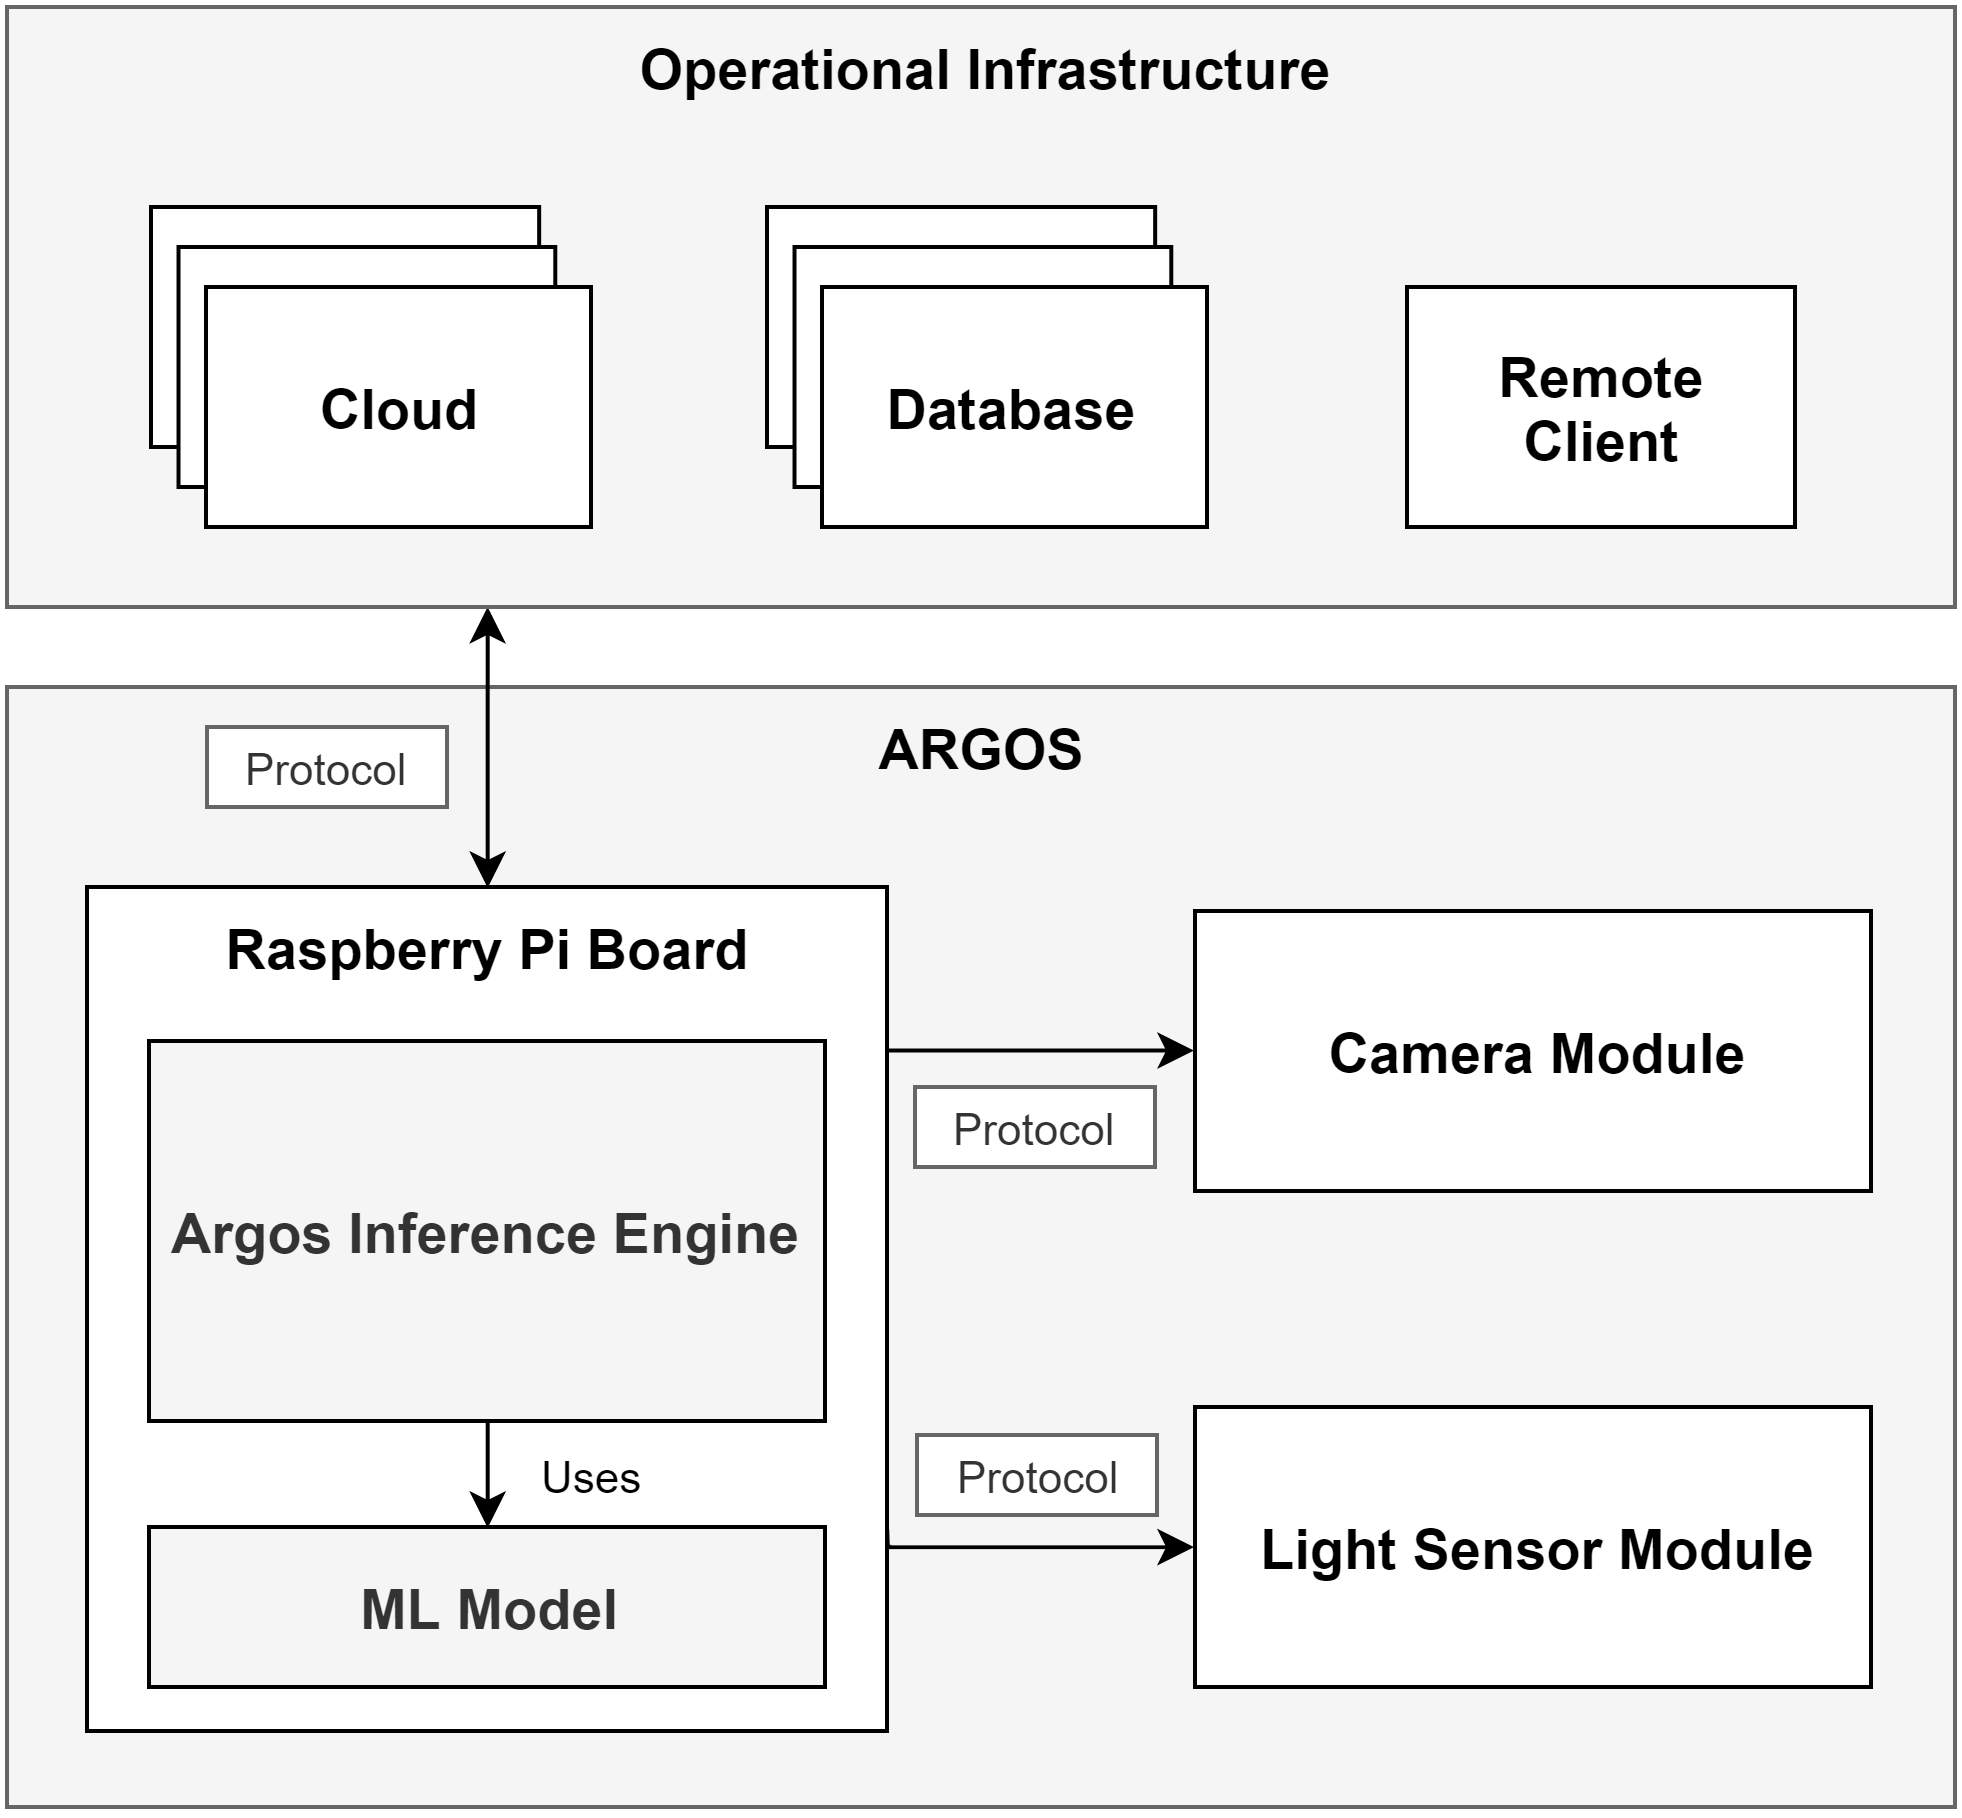 Operational Infrastructure
Cloud
Database
Remote
Client
Protocol
ARGOS
Raspberry Pi Board
Argos Inference Engine
Uses
ML Model
Protocol
Camera Module
Protocol
Light Sensor Module